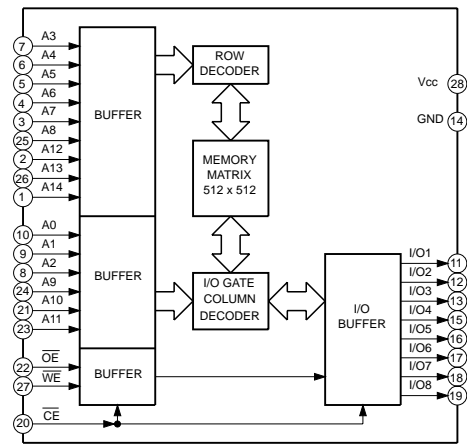 7 A3
6 A4
5 A5
4 A6
3 A7
25 A8
2 A12
26 A13
1 A14
BUFFER
ROW
DECODER
MEMORY
MATRIX
512 x 512
Vcc 28
GND 14
10 A0
9 A1
8 A2
24 A9
21 A10
23 A11
BUFFER
I/O GATE
COLUMN
DECODER
I/O
BUFFER
I/O1 11
I/O2 12
I/O3 13
I/O4 15
I/O5 16
I/O6 17
I/O7 18
I/O8 19
22 O̅E̅
27 W̅E̅
BUFFER
20 C̅E̅